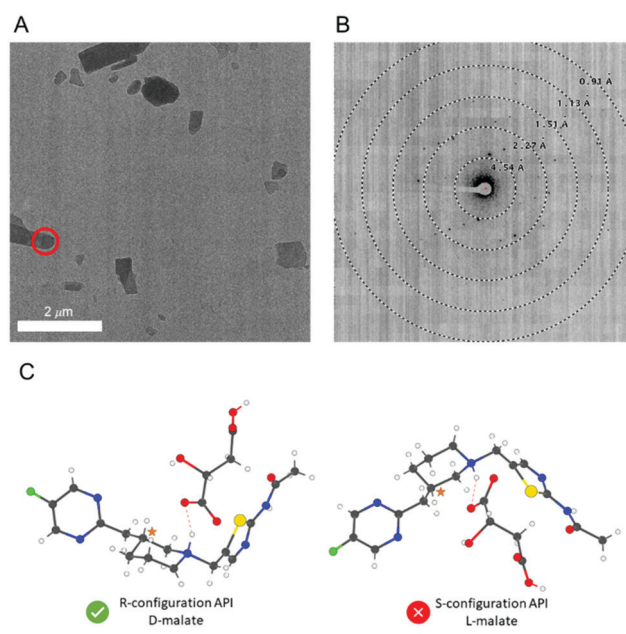 A
B
2 μm
0.91 Å
1.13 Å
1.51 Å
2.27 Å
4.54 Å
C
R-configuration API
D-malate
S-configuration API
L-malate